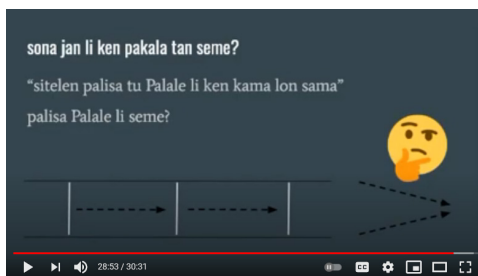 sona jan li ken pakala tan seme?
“sitelen palisa tu Palale li ken kama lon sama”
palisa Palale li seme?
28:53 / 30:31
CC